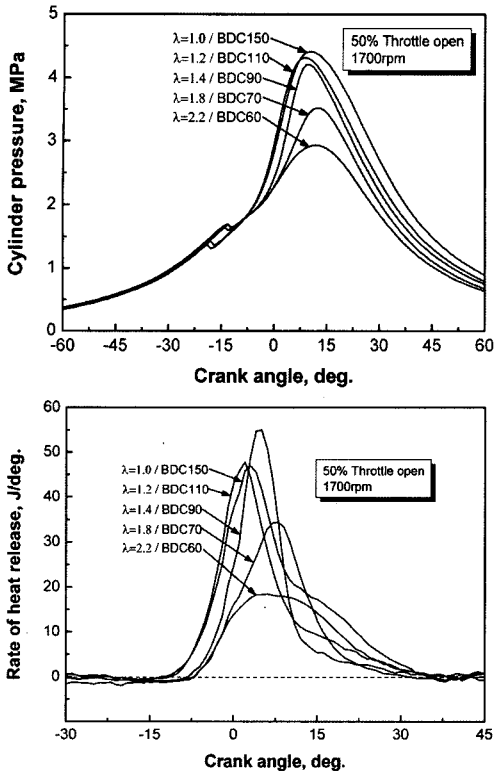 5
4
3
2
1
0
Cylinder pressure, MPa
λ=1.0 / BDC150
λ=1.2 / BDC110
λ=1.4 / BDC90
λ=1.8 / BDC70
λ=2.2 / BDC60
50% Throttle open
1700rpm
-60 -45 -30 -15 0 15 30 45 60
Crank angle, deg.
60
50
40
30
20
10
0
Rate of heat release, J/deg.
λ=1.0 / BDC150
λ=1.2 / BDC110
λ=1.4 / BDC90
λ=1.8 / BDC70
λ=2.2 / BDC60
50% Throttle open
1700rpm
-30 -15 0 15 30 45
Crank angle, deg.